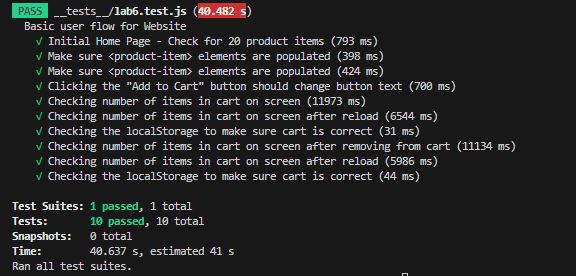 PASS __tests__/lab6.test.js (40.482 s)
Basic user flow for Website
√ Initial Home Page - Check for 20 product items (793 ms)
√ Make sure <product-item> elements are populated (398 ms)
√ Make sure <product-item> elements are populated (424 ms)
√ Clicking the "Add to Cart" button should change button text (700 ms)
√ Checking number of items in cart on screen (11973 ms)
√ Checking number of items in cart on screen after reload (6544 ms)
√ Checking the localStorage to make sure cart is correct (31 ms)
√ Checking number of items in cart on screen after removing from cart (11134 ms)
√ Checking number of items in cart on screen after reload (5986 ms)
√ Checking the localStorage to make sure cart is correct (44 ms)
Test Suites: 1 passed, 1 total
Tests: 10 passed, 10 total
Snapshots: 0 total
Time: 40.637 s, estimated 41 s
Ran all test suites.